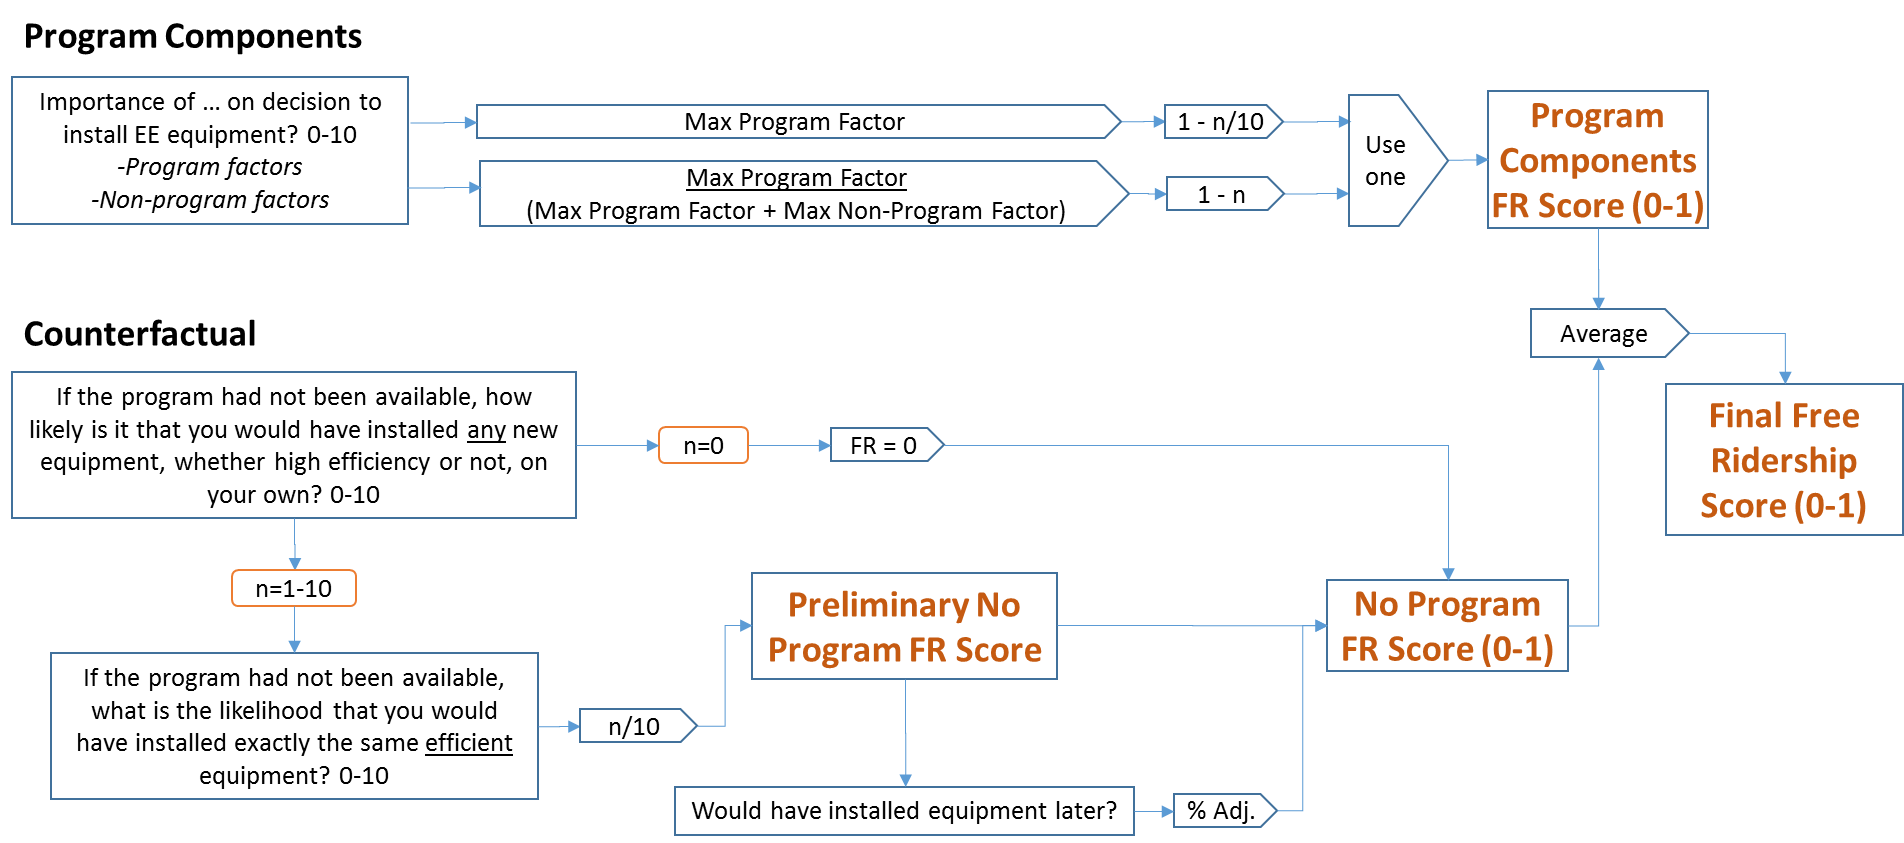 Program Components
Importance of ... on decision to
install EE equipment? 0-10
-Program factors
-Non-program factors
Max Program Factor
1 - n/10
Max Program Factor
(Max Program Factor + Max Non-Program Factor)
1 - n
Use
one
Program
Components
FR Score (0-1)
Average
Final Free
Ridership
Score (0-1)
Counterfactual
If the program had not been available, how
likely is it that you would have installed any new
equipment, whether high efficiency or not, on
your own? 0-10
n=0
FR = 0
n=1-10
If the program had not been available,
what is the likelihood that you would
have installed exactly the same efficient
equipment? 0-10
n/10
Preliminary No
Program FR Score
Would have installed equipment later?
% Adj.
No Program
FR Score (0-1)